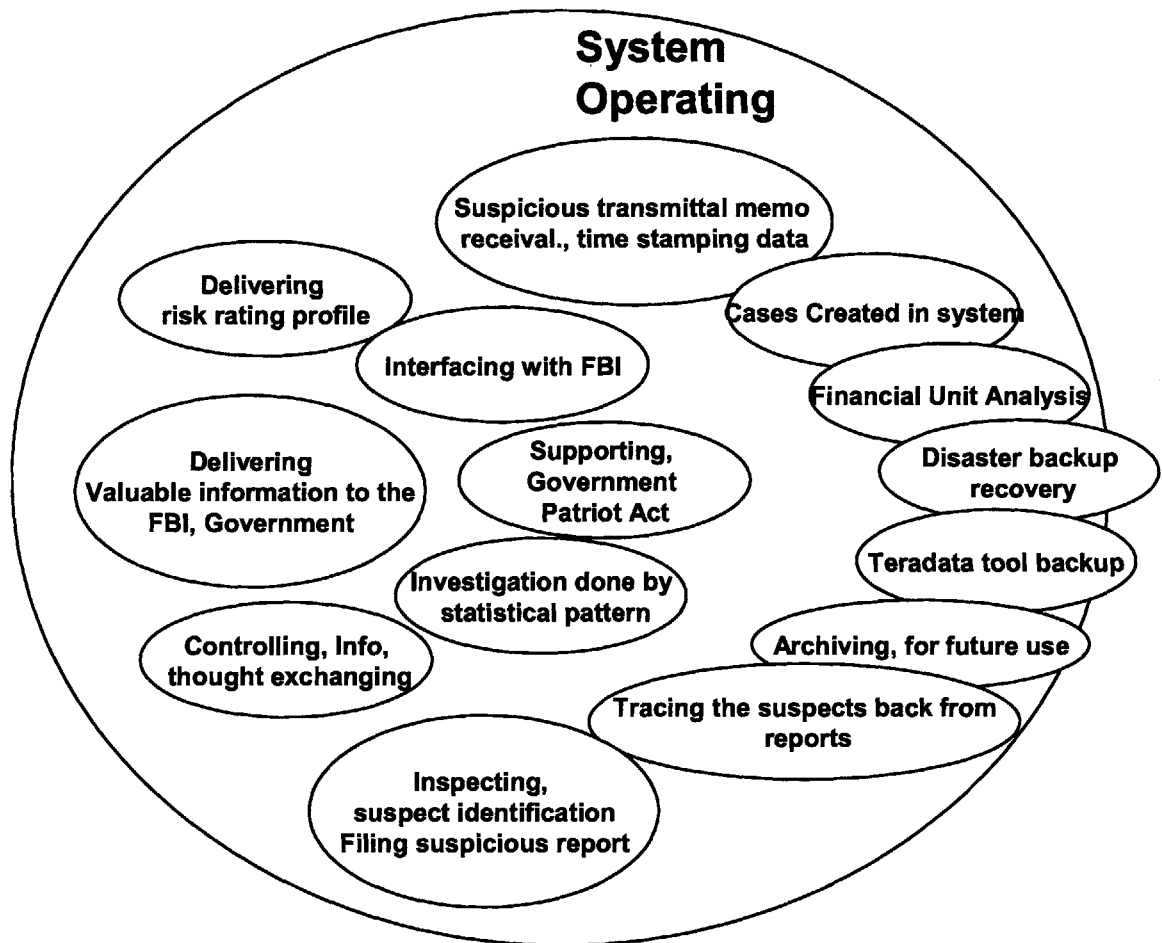 System
Operating
Suspicious transmittal memo
receival., time stamping data
Delivering
risk rating profile
Cases Created in system
Interfacing with FBI
Financial Unit Analysis
Delivering
Valuable information to the
FBI, Government
Supporting,
Government
Patriot Act
Disaster backup
recovery
Teradata tool backup
Investigation done by
statistical pattern
Controlling, Info,
thought exchanging
Archiving, for future use
Tracing the suspects back from
reports
Inspecting,
suspect identification
Filing suspicious report